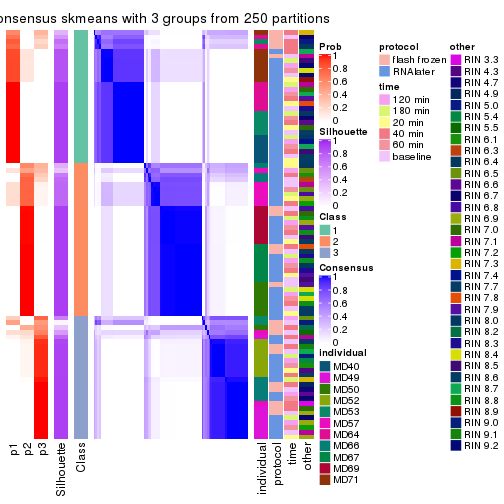 onsensus skmeans with 3 groups from 250 partitions
p1
p2
p3
Silhouette
Class
individual
protocol
time
other
Prob
1
0.8
0.6
0.4
0.2
0
Silhouette
1
0.8
0.6
0.4
0.2
0
Class
1
2
3
Consensus
1
0.8
0.6
0.4
0.2
0
individual
MD40
MD49
MD50
MD52
MD53
MD57
MD64
MD66
MD67
MD69
MD71
protocol
flash frozen
RNAlater
time
120 min
180 min
20 min
40 min
60 min
baseline
other
RIN 3.3
RIN 4.3
RIN 4.7
RIN 4.9
RIN 5.0
RIN 5.4
RIN 5.5
RIN 6.1
RIN 6.3
RIN 6.4
RIN 6.5
RIN 6.6
RIN 6.7
RIN 6.8
RIN 6.9
RIN 7.0
RIN 7.1
RIN 7.2
RIN 7.3
RIN 7.4
RIN 7.7
RIN 7.8
RIN 7.9
RIN 8.0
RIN 8.2
RIN 8.3
RIN 8.4
RIN 8.5
RIN 8.6
RIN 8.7
RIN 8.8
RIN 8.9
RIN 9.0
RIN 9.1
RIN 9.2